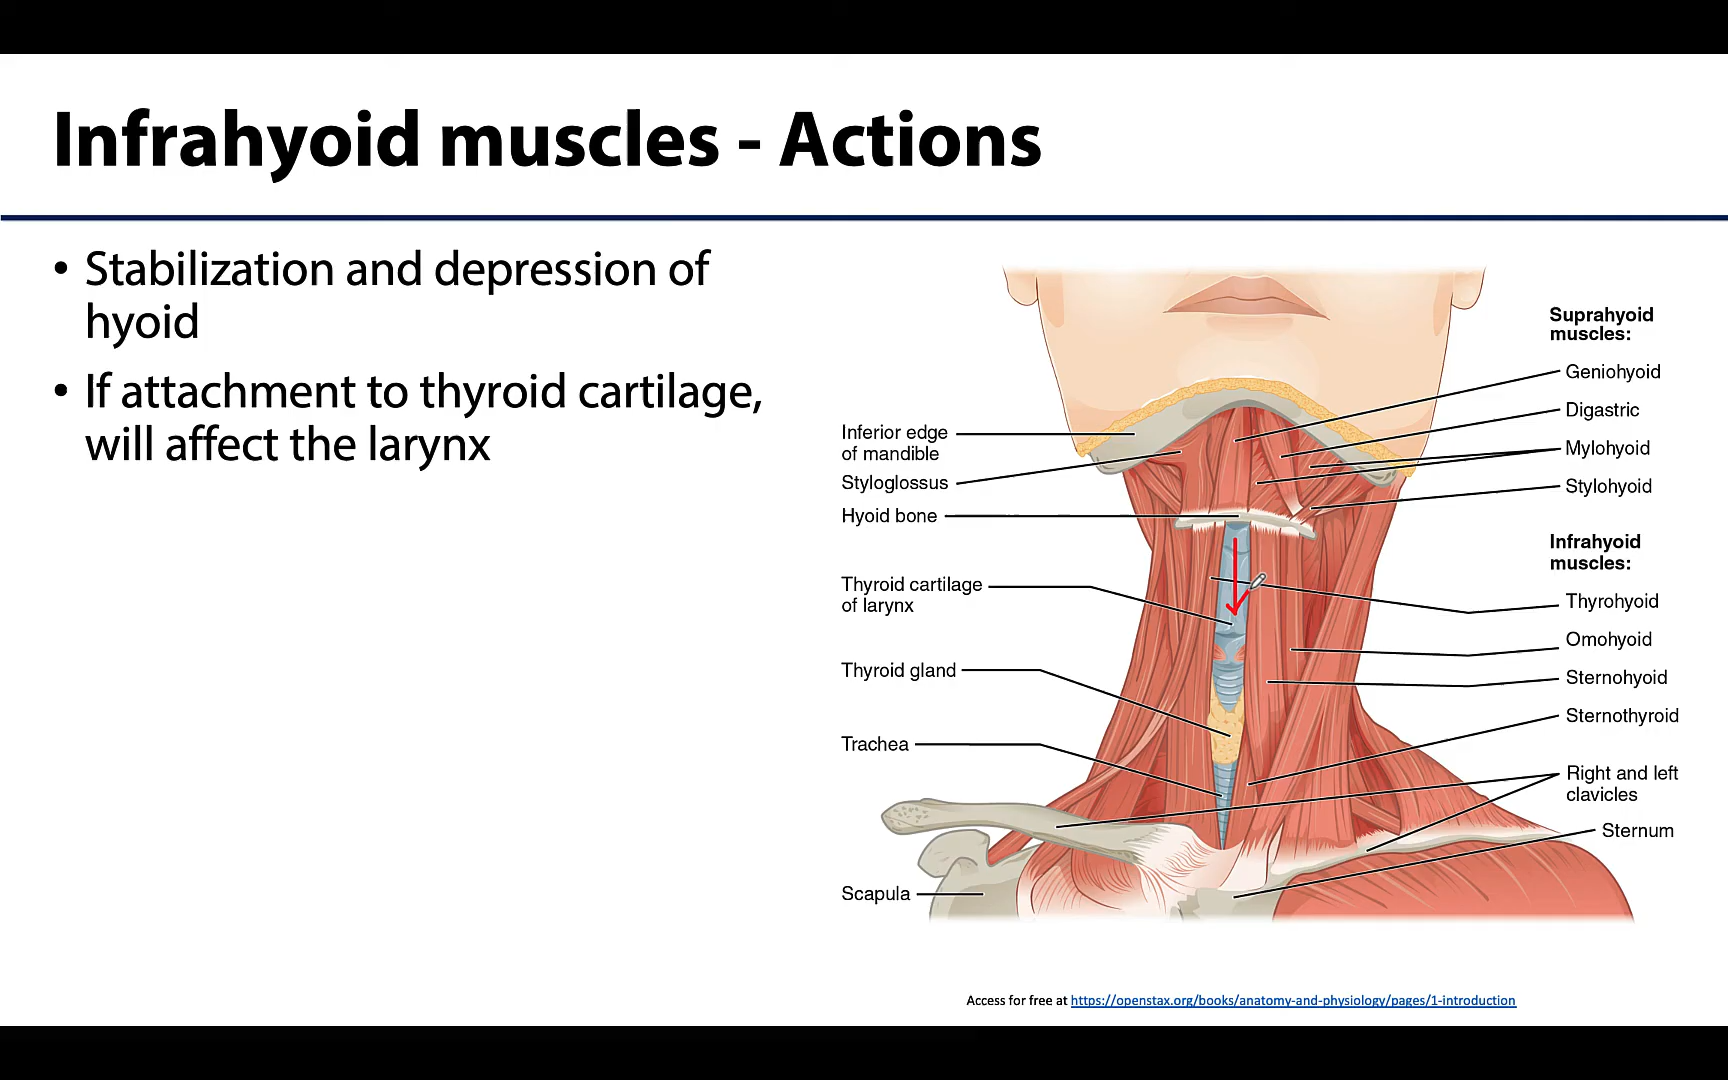 Infrahyoid muscles - Actions
• Stabilization and depression of
hyoid
• If attachment to thyroid cartilage,
will affect the larynx
Inferior edge
of mandible
Styloglossus
Hyoid bone
Thyroid cartilage
of larynx
Thyroid gland
Trachea
Scapula
Suprahyoid
muscles:
Geniohyoid
Digastric
Mylohyoid
Stylohyoid
Infrahyoid
muscles:
Thyrohyoid
Omohyoid
Sternohyoid
Sternothyroid
Right and left
clavicles
Sternum
Access for free at https://openstax.org/books/anatomy-and-physiology/pages/1-introduction